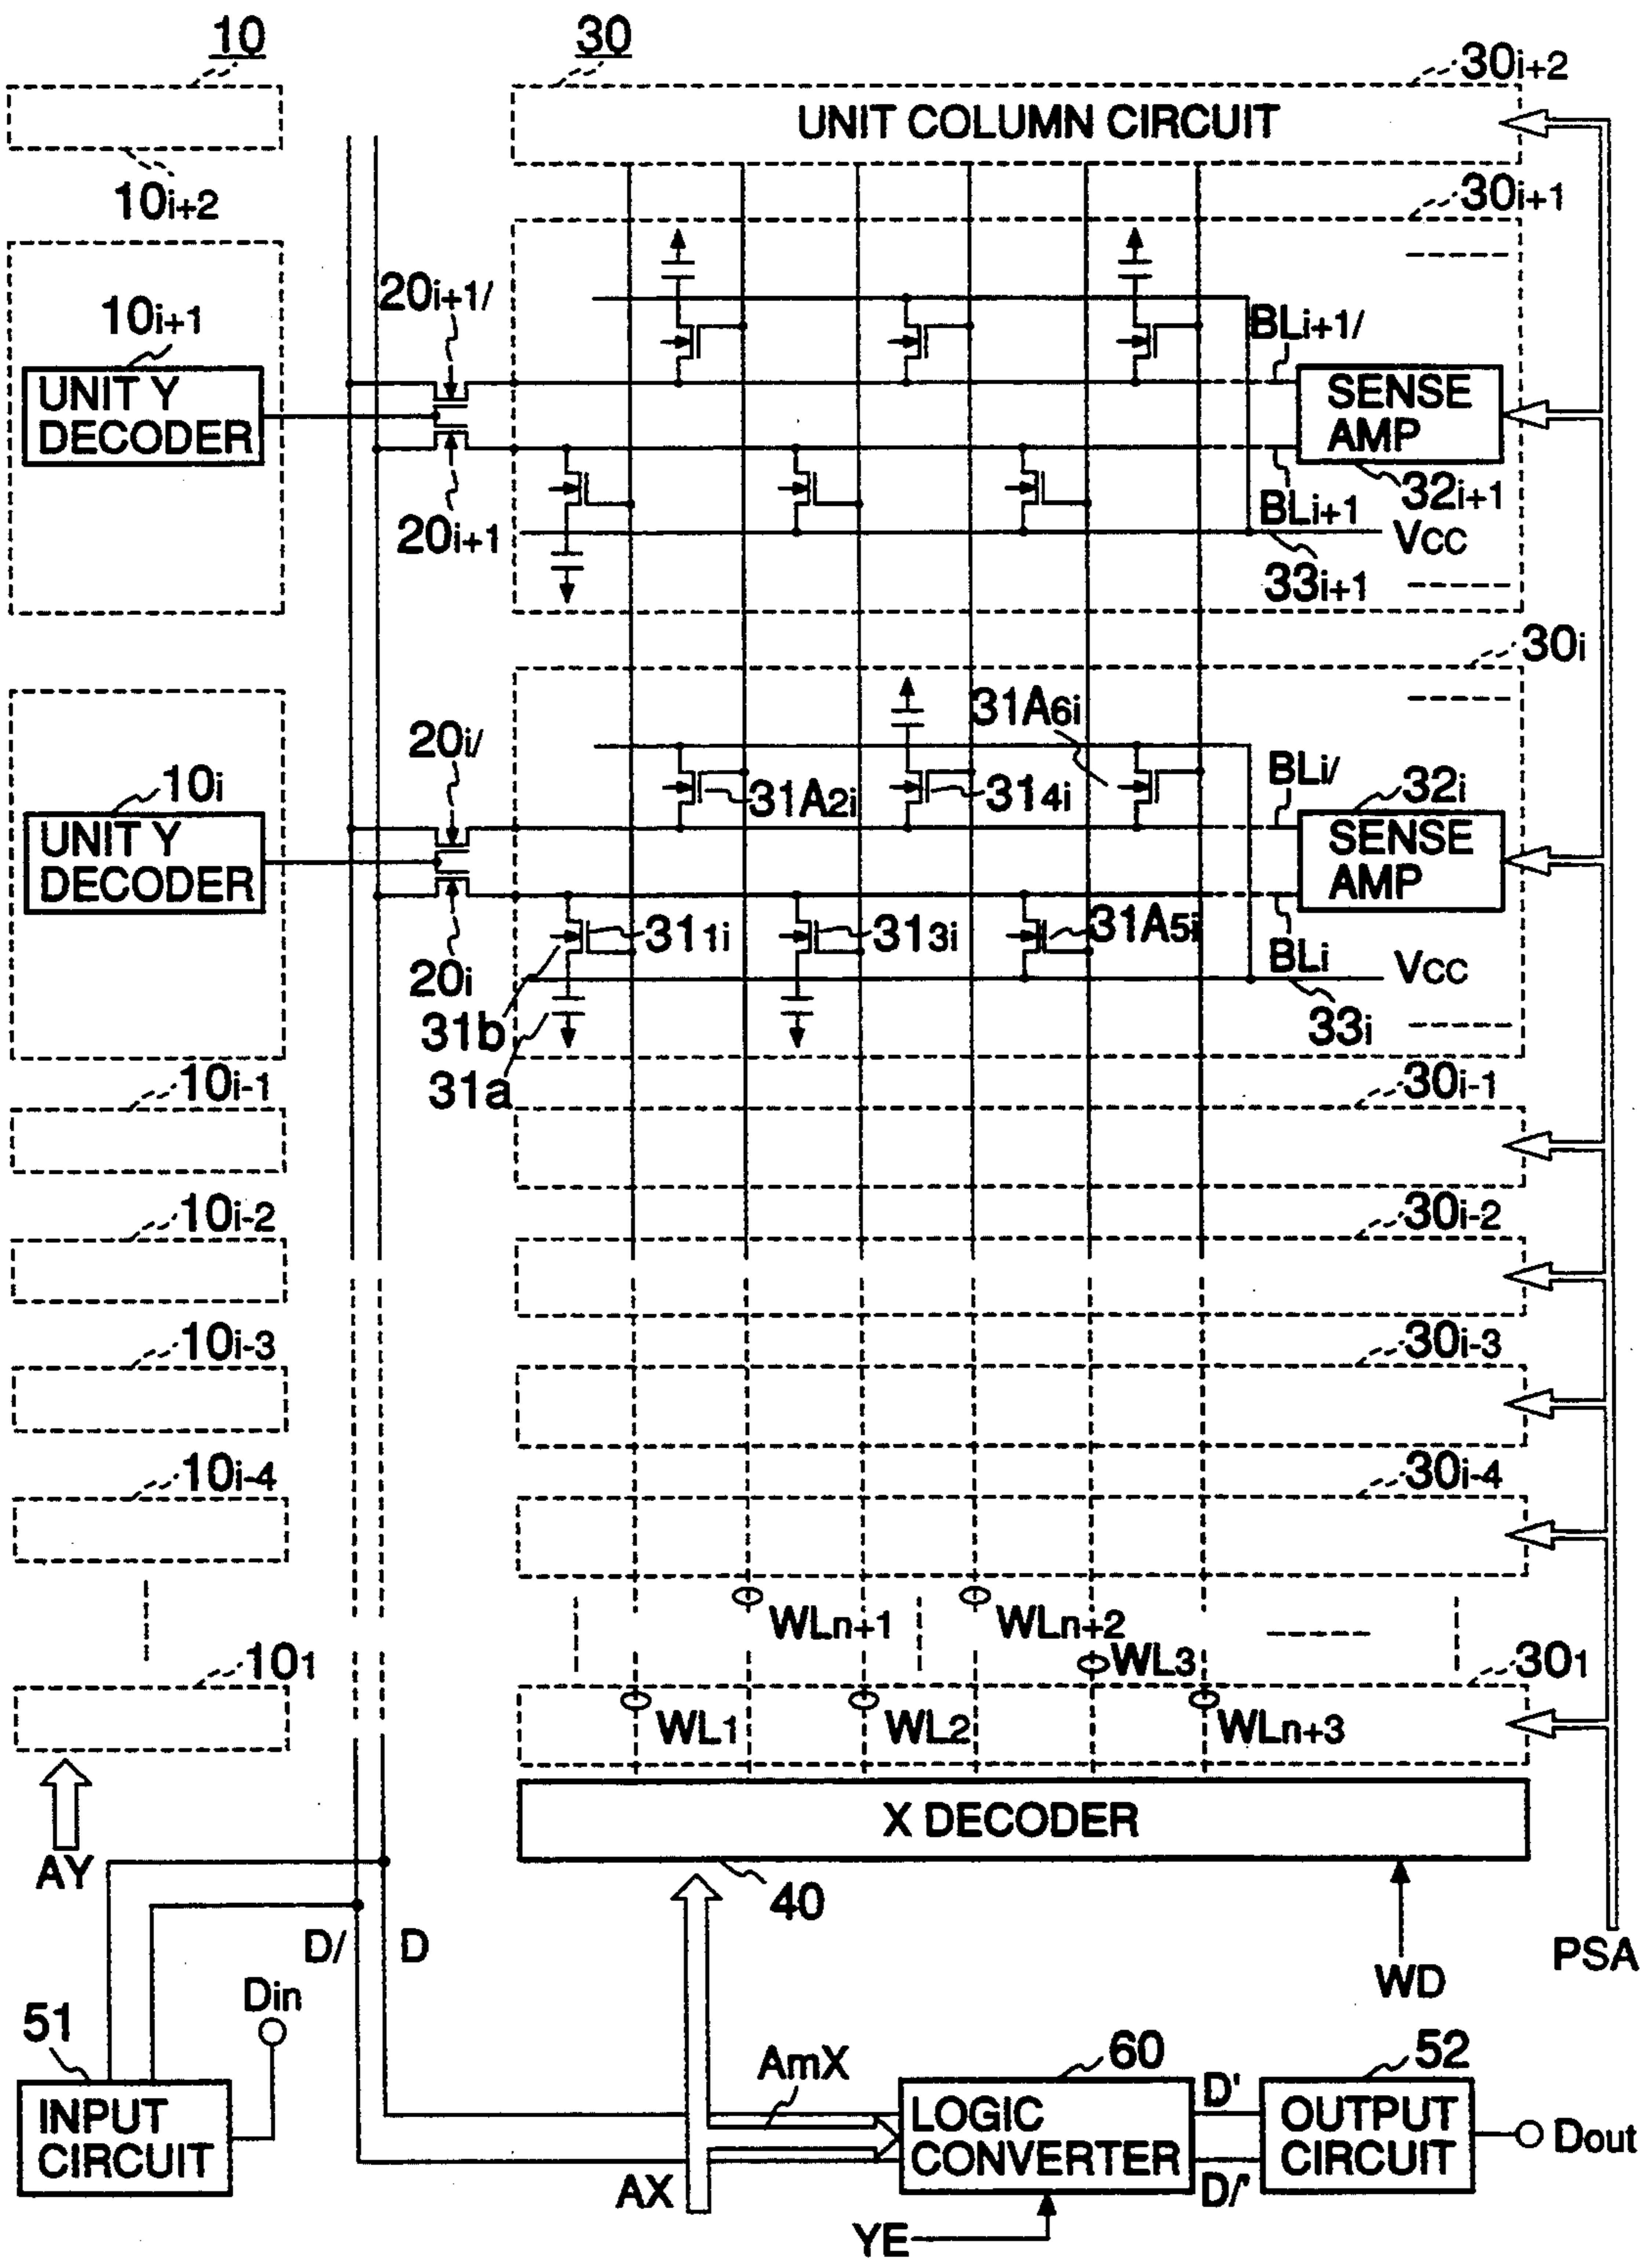 10
30
30i+2
UNIT COLUMN CIRCUIT
10i+2
30i+1
20i+1/
10i+1
BLi+1/
UNIT Y
DECODER
SENSE
AMP
20i+1
BLi+1
32i+1
VCC
33i+1
30i
20i/
31A6i
10i
31A2i
314i
BLi/
32i
UNIT Y
DECODER
SENSE
AMP
311i
313i
31A5i
20i
BLi
VCC
31b
33i
31a
10i-1
30i-1
10i-2
30i-2
10i-3
30i-3
10i-4
30i-4
WLn+1
WLn+2
WL3
101
301
WL1
WL2
WLn+3
X DECODER
AY
40
D/
D
WD
PSA
Din
51
AmX
60
52
INPUT
CIRCUIT
LOGIC
CONVERTER
D'
D/'
OUTPUT
CIRCUIT
Dout
AX
YE